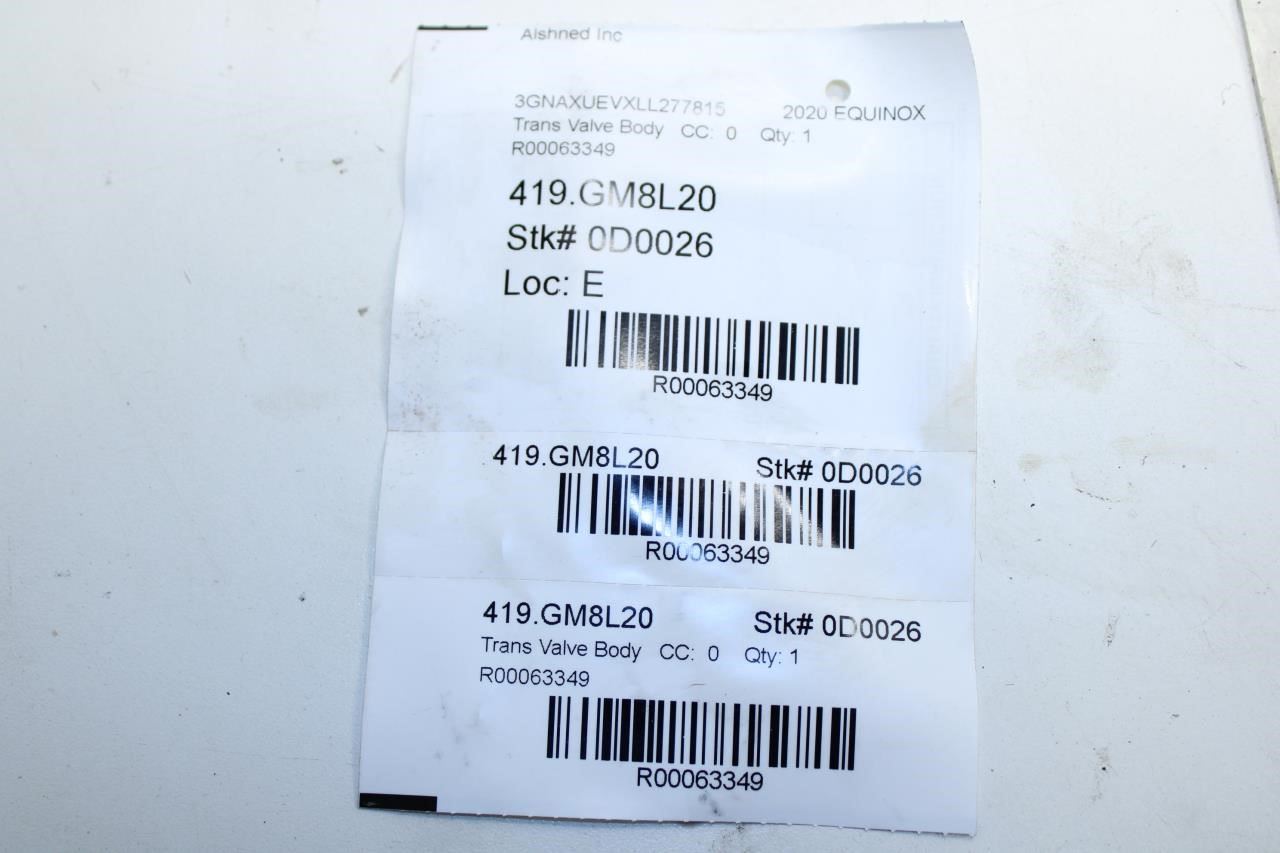 Alshned Inc
3GNAXUEVXLL277815 2020 EQUINOX
Trans Valve Body CC: 0 Qty: 1
R00063349
419.GM8L20
Stk# 0D0026
Loc: E
R00063349
419.GM8L20 Stk# 0D0026
R00063349
419.GM8L20 Stk# 0D0026
Trans Valve Body CC: 0 Qty: 1
R00063349
R00063349